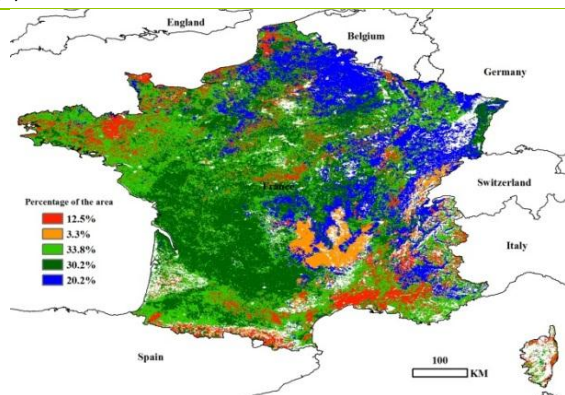 England
Belgium
Germany
France
Switzerland
Percentage of the area
12.5%
3.3%
33.8%
30.2%
20.2%
Italy
Spain
100
KM